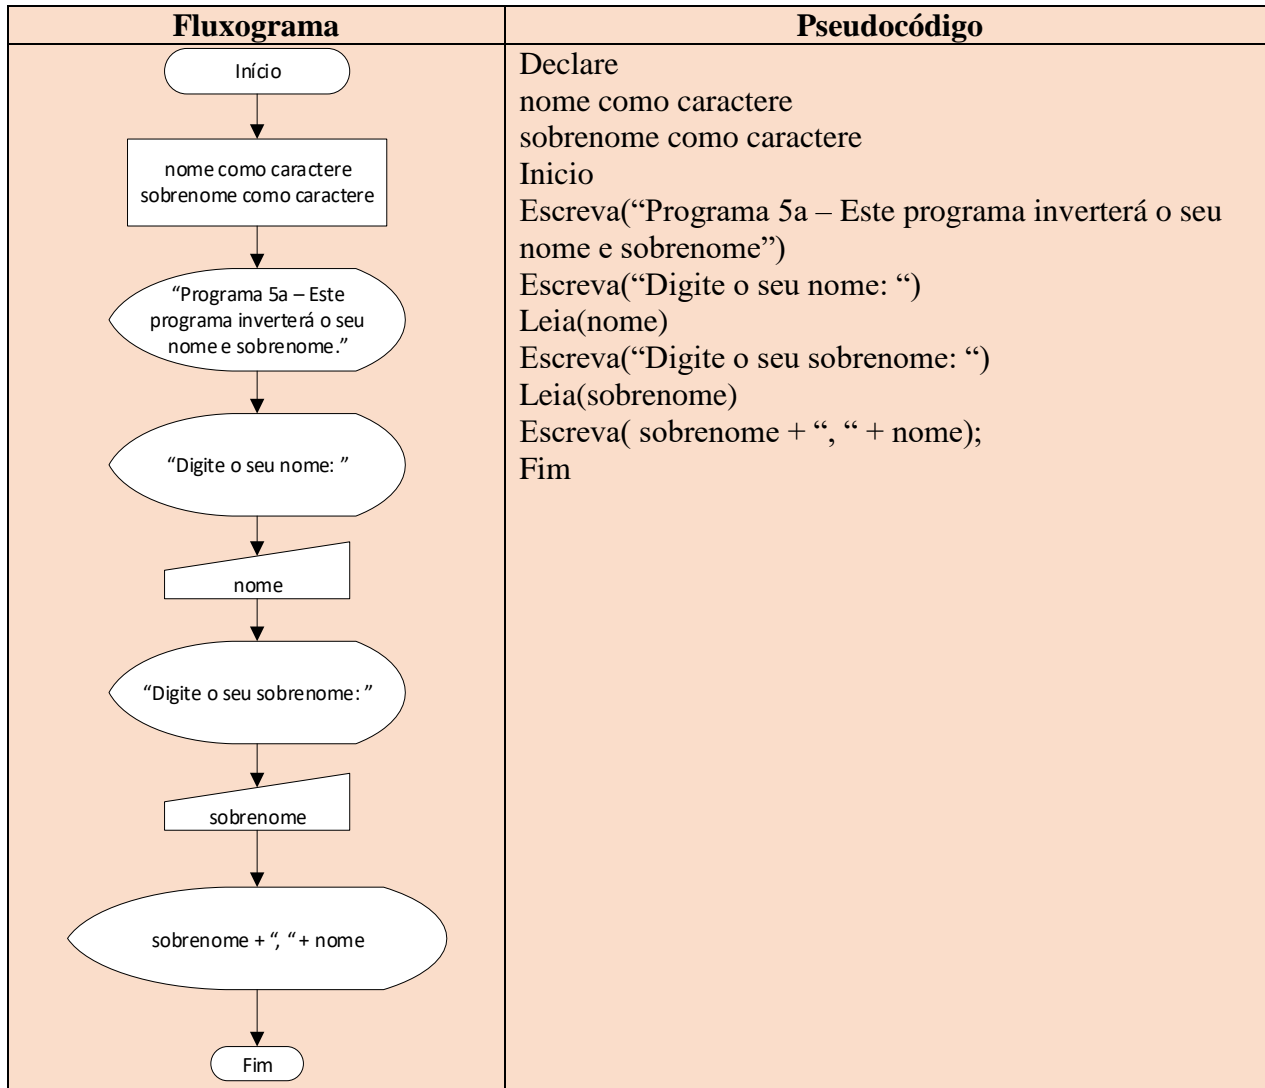 Fluxograma
Pseudocódigo
Início
nome como caractere
sobrenome como caractere
“Programa 5a – Este
programa inverterá o seu
nome e sobrenome.”
“Digite o seu nome: ”
nome
“Digite o seu sobrenome: ”
sobrenome
sobrenome + “, “ + nome
Fim
Declare
nome como caractere
sobrenome como caractere
Inicio
Escreva(“Programa 5a – Este programa inverterá o seu
nome e sobrenome”)
Escreva(“Digite o seu nome: “)
Leia(nome)
Escreva(“Digite o seu sobrenome: “)
Leia(sobrenome)
Escreva( sobrenome + “, “ + nome);
Fim